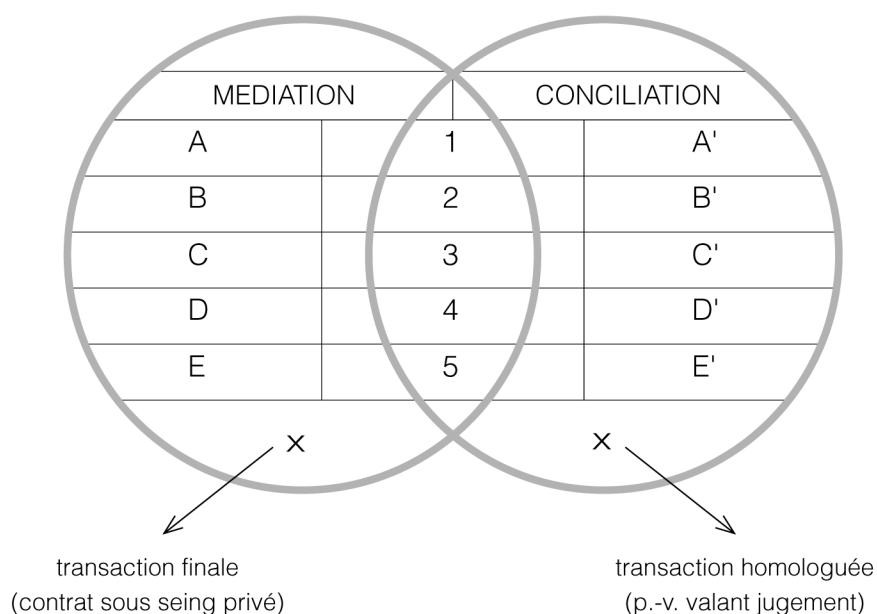 MEDIATION CONCILIATION
A 1 A'
B 2 B'
C 3 C'
D 4 D'
E 5 E'
x x
transaction finale
(contrat sous seing privé)
transaction homologuée
(p.-v. valant jugement)